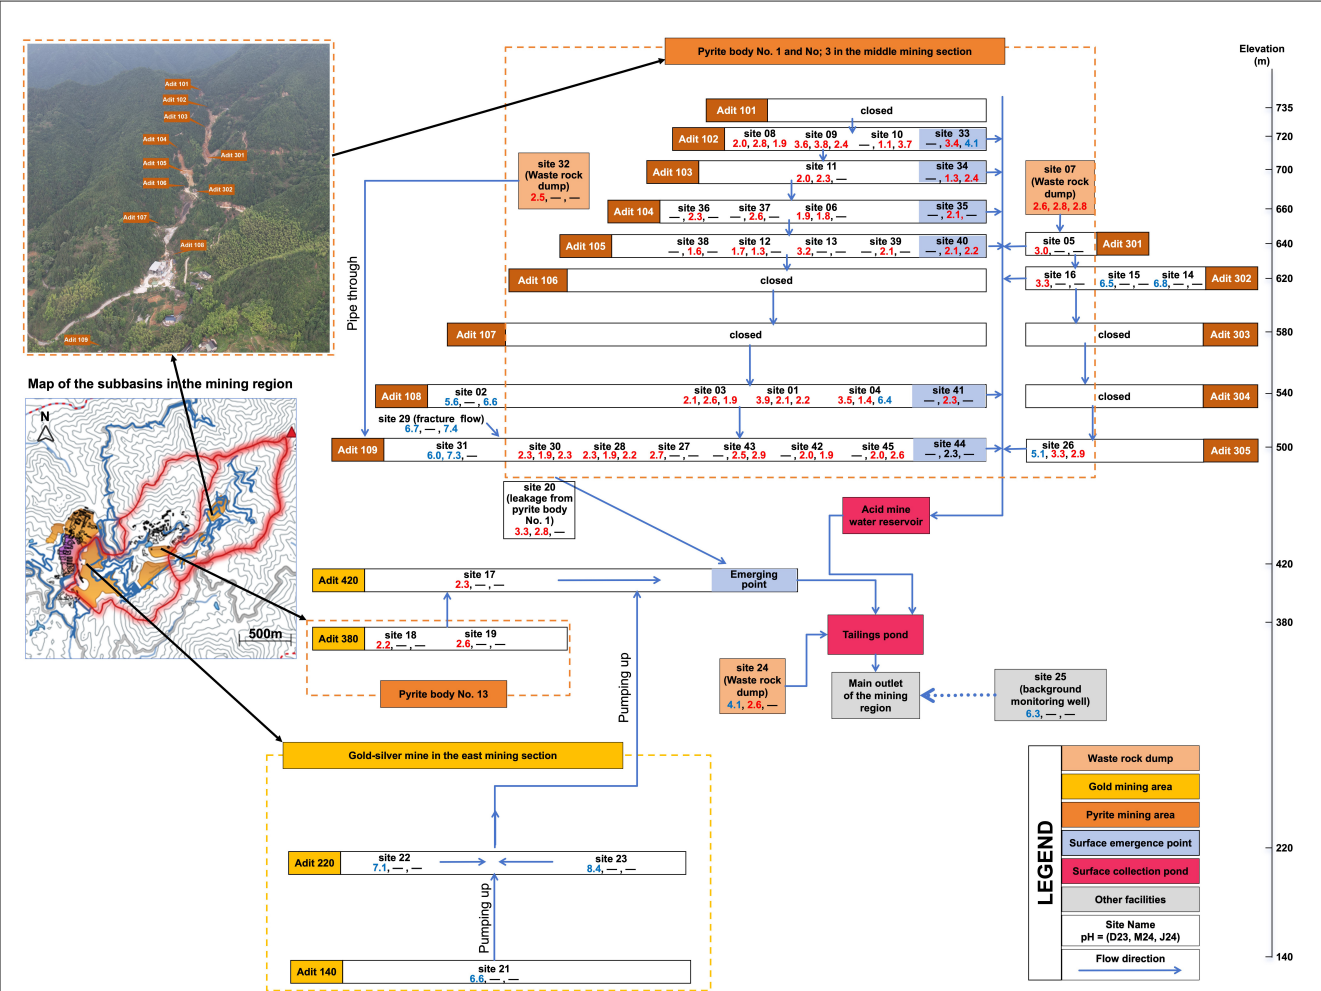 Pyrite body No. 1 and No; 3 in the middle mining section
Elevation
(m)
Adit 101
Adit 102
Adit 103
Adit 104
Adit 105
Adit 106
Adit 107
Adit 108
Adit 109
Adit 301
Adit 302
Adit 101
closed
735
Adit 102
site 08
2.0, 2.8, 1.9
site 09
3.6, 3.8, 2.4
site 10
—, 1.1, 3.7
site 33
—, 3.4, 4.1
720
Adit 103
site 11
2.0, 2.3, —
site 34
—, 1.3, 2.4
700
site 32
(Waste rock
dump)
2.5, — , —
site 07
(Waste rock
dump)
2.6, 2.8, 2.8
Adit 104
site 36
—, 2.3, —
site 37
—, 2.6, —
site 06
1.9, 1.8, —
site 35
—, 2.1, —
660
Adit 105
site 38
—, 1.6, —
site 12
1.7, 1.3, —
site 13
3.2, —, —
site 39
—, 2.1, —
site 40
—, 2.1, 2.2
site 05
3.0, —, —
Adit 301
640
Adit 106
closed
site 16
3.3, —, —
site 15
6.5, —, —
site 14
6.8, —, —
Adit 302
620
Pipe through
Adit 107
closed
closed
Adit 303
580
Adit 108
site 02
5.6, —, 6.6
site 03
2.1, 2.6, 1.9
site 01
3.9, 2.1, 2.2
site 04
3.5, 1.4, 6.4
site 41
—, 2.3, —
closed
Adit 304
540
site 29 (fracture flow)
6.7, —, 7.4
Adit 109
site 31
6.0, 7.3, —
site 30
2.3, 1.9, 2.3
site 28
2.3, 1.9, 2.2
site 27
2.7, —, —
site 43
—, 2.5, 2.9
site 42
—, 2.0, 1.9
site 45
—, 2.0, 2.6
site 44
—, 2.3, —
site 26
5.1, 3.3, 2.9
Adit 305
500
Map of the subbasins in the mining region
N
500m
site 20
(leakage from
pyrite body
No. 1)
3.3, 2.8, —
Acid mine
water reservoir
Adit 420
site 17
2.3, — , —
Emerging
point
420
Adit 380
site 18
2.2, —, —
site 19
2.6, —, —
380
Tailings pond
Pyrite body No. 13
Pumping up
site 24
(Waste rock
dump)
4.1, 2.6, —
Main outlet
of the mining
region
site 25
(background
monitoring well)
6.3, — , —
Gold-silver mine in the east mining section
Adit 220
site 22
7.1, —, —
site 23
8.4, — , —
220
Pumping up
Adit 140
site 21
6.6, —, —
140
LEGEND
Waste rock dump
Gold mining area
Pyrite mining area
Surface emergence point
Surface collection pond
Other facilities
Site Name
pH = (D23, M24, J24)
Flow direction